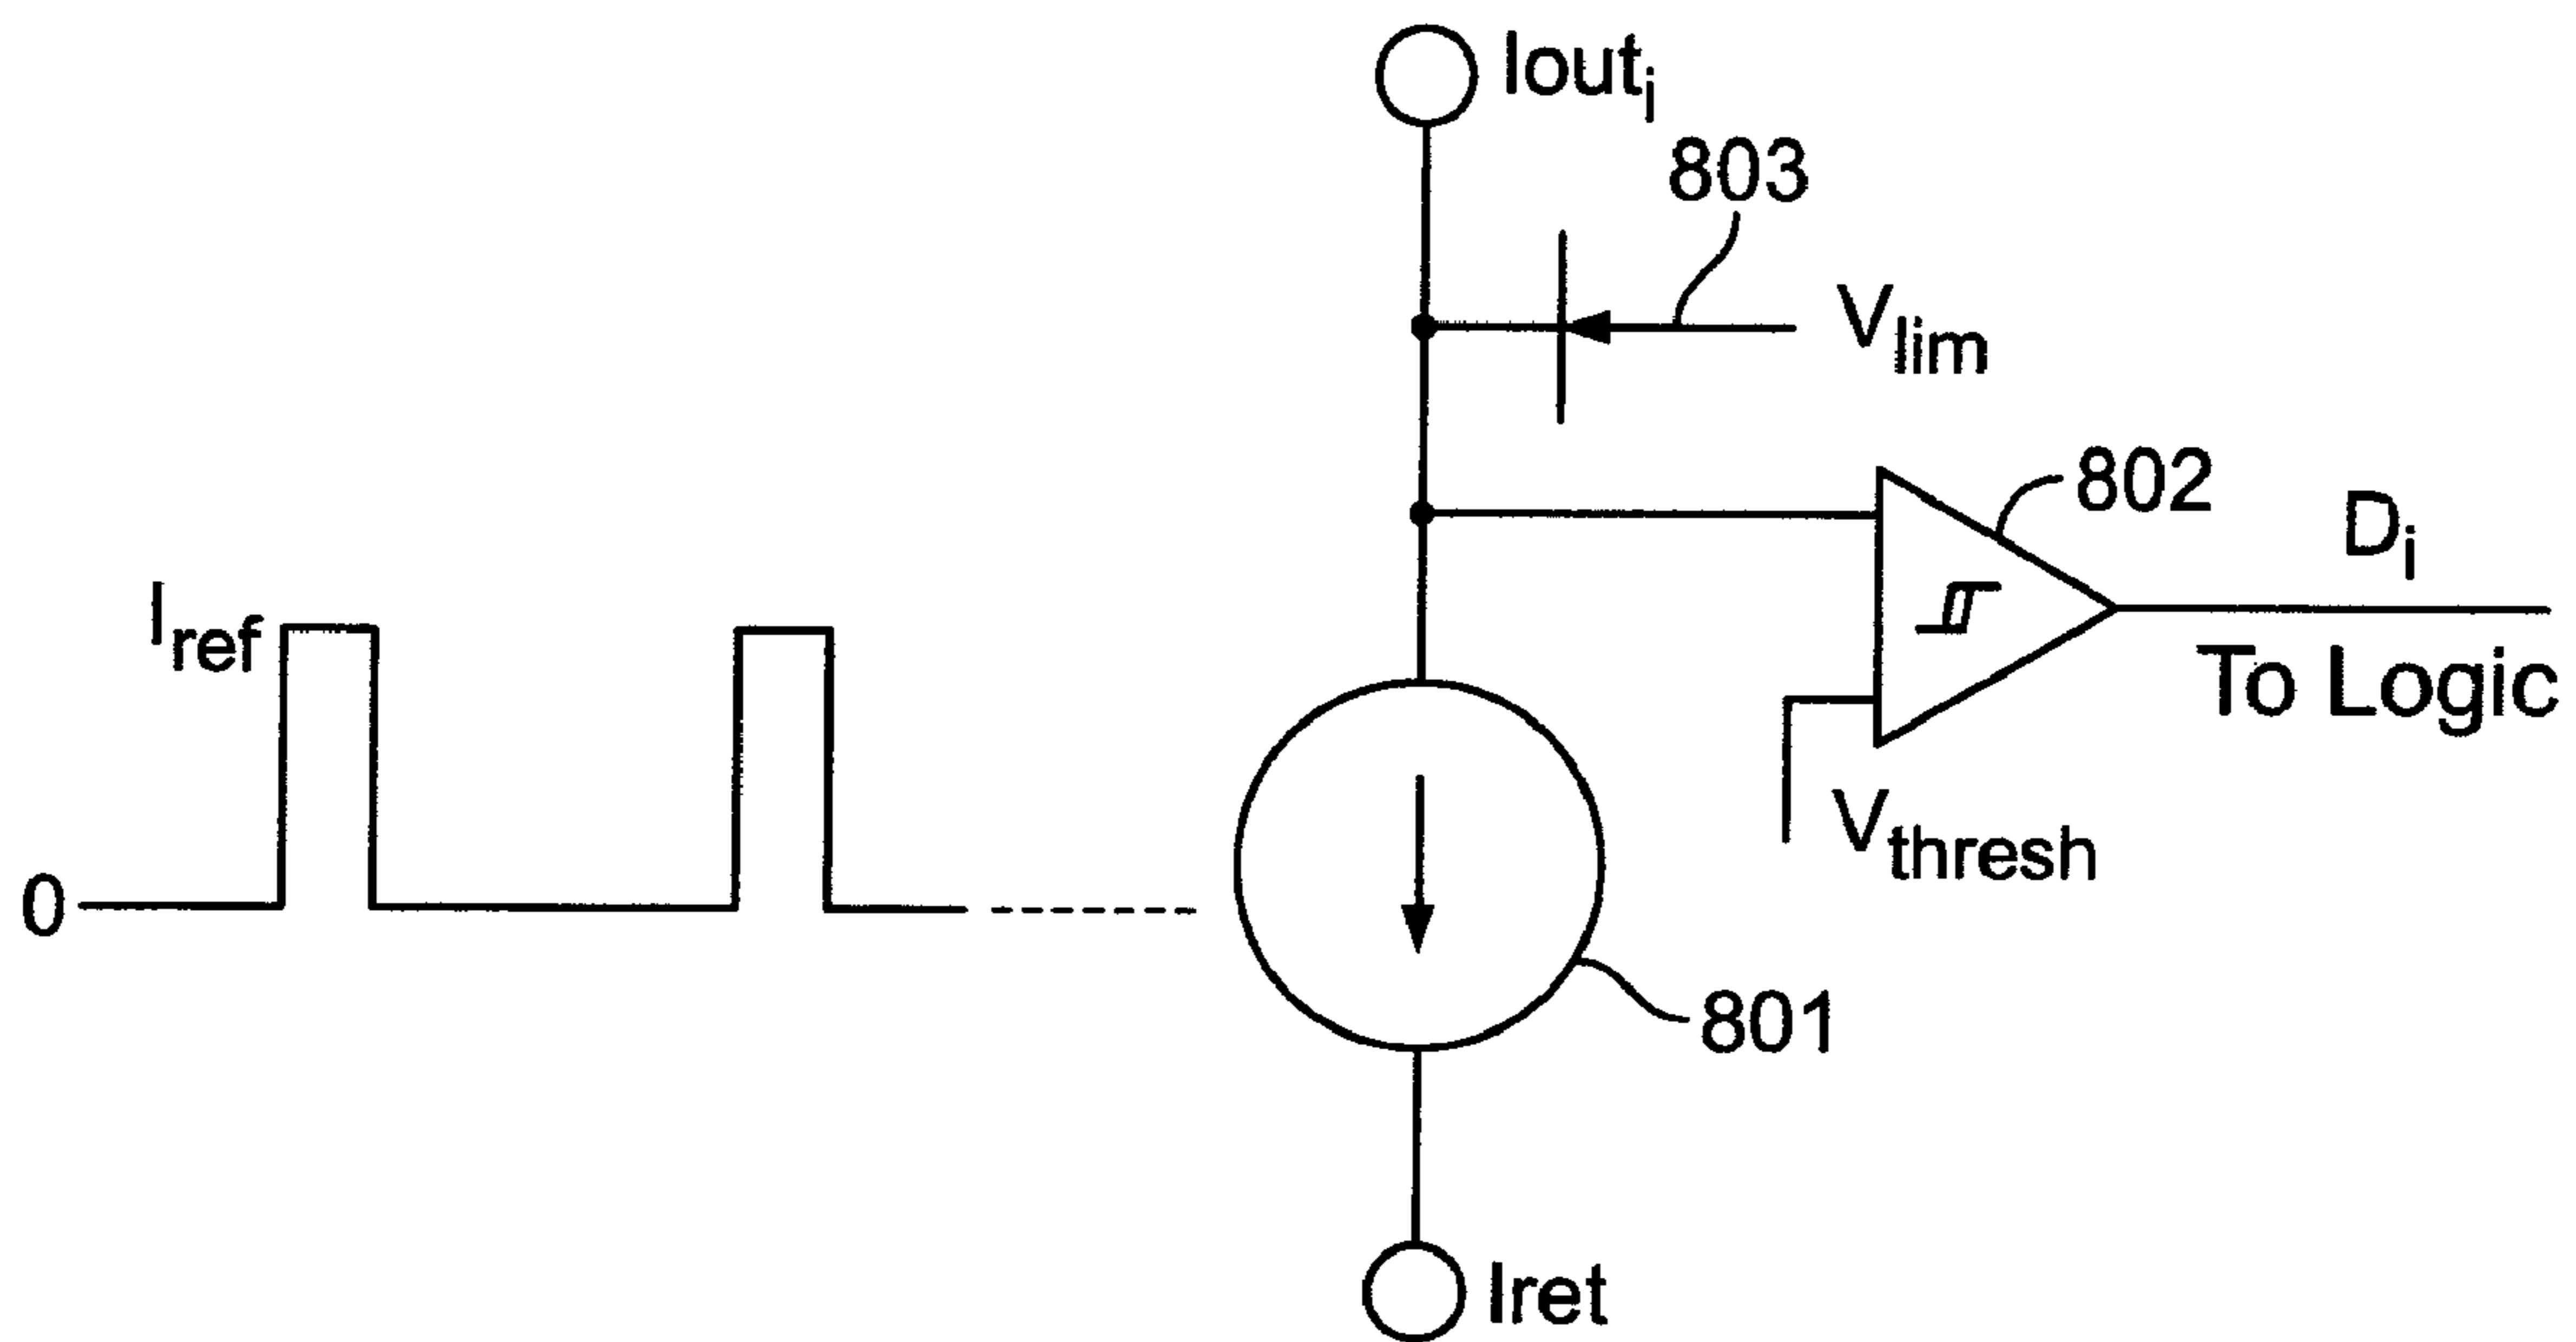 Iout_i
803
V_lim
802
D_i
To Logic
I_ref
V_thresh
0
801
Iret